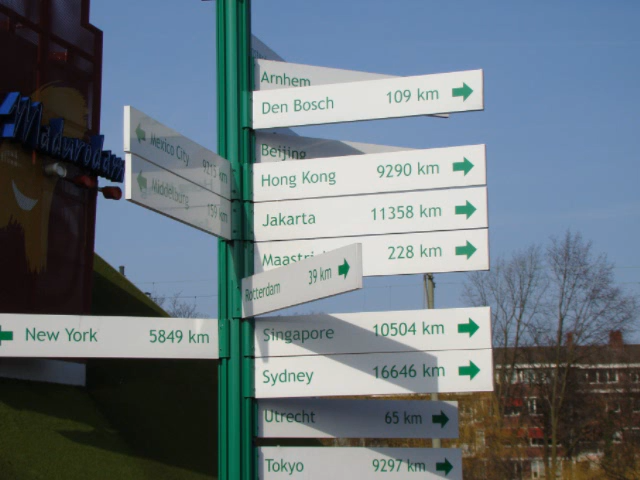 Madurodam
Arnhem
Den Bosch 109 km
Mexico City 9213 km
Beijing
Hong Kong 9290 km
Middelburg 159 km
Jakarta 11358 km
Maastric 228 km
Rotterdam 39 km
New York 5849 km
Singapore 10504 km
Sydney 16646 km
Utrecht 65 km
Tokyo 9297 km